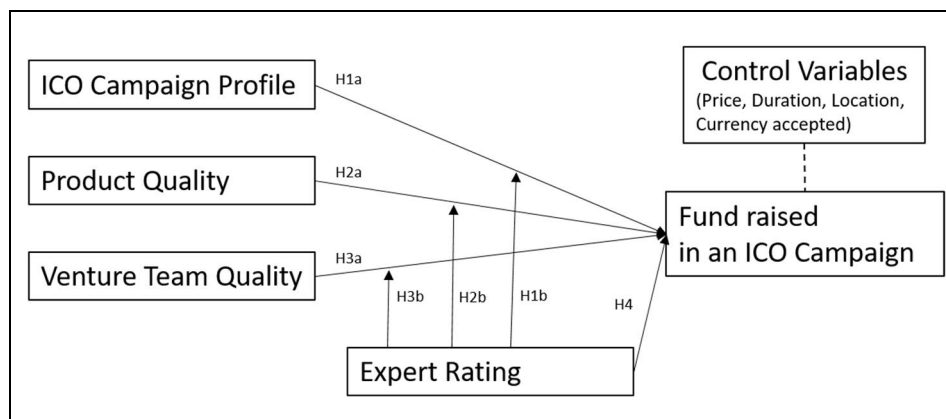 ICO Campaign Profile
H1a
Control Variables
(Price, Duration, Location,
Currency accepted)
Product Quality
H2a
Fund raised
in an ICO Campaign
Venture Team Quality
H3a
H3b
H2b
H1b
H4
Expert Rating